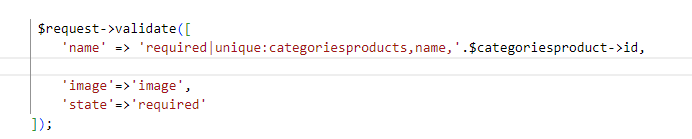 $request->validate([
'name' => 'required|unique:categoriesproducts,name,'.$categoriesproduct->id,
'image'=>'image',
'state'=>'required'
]);